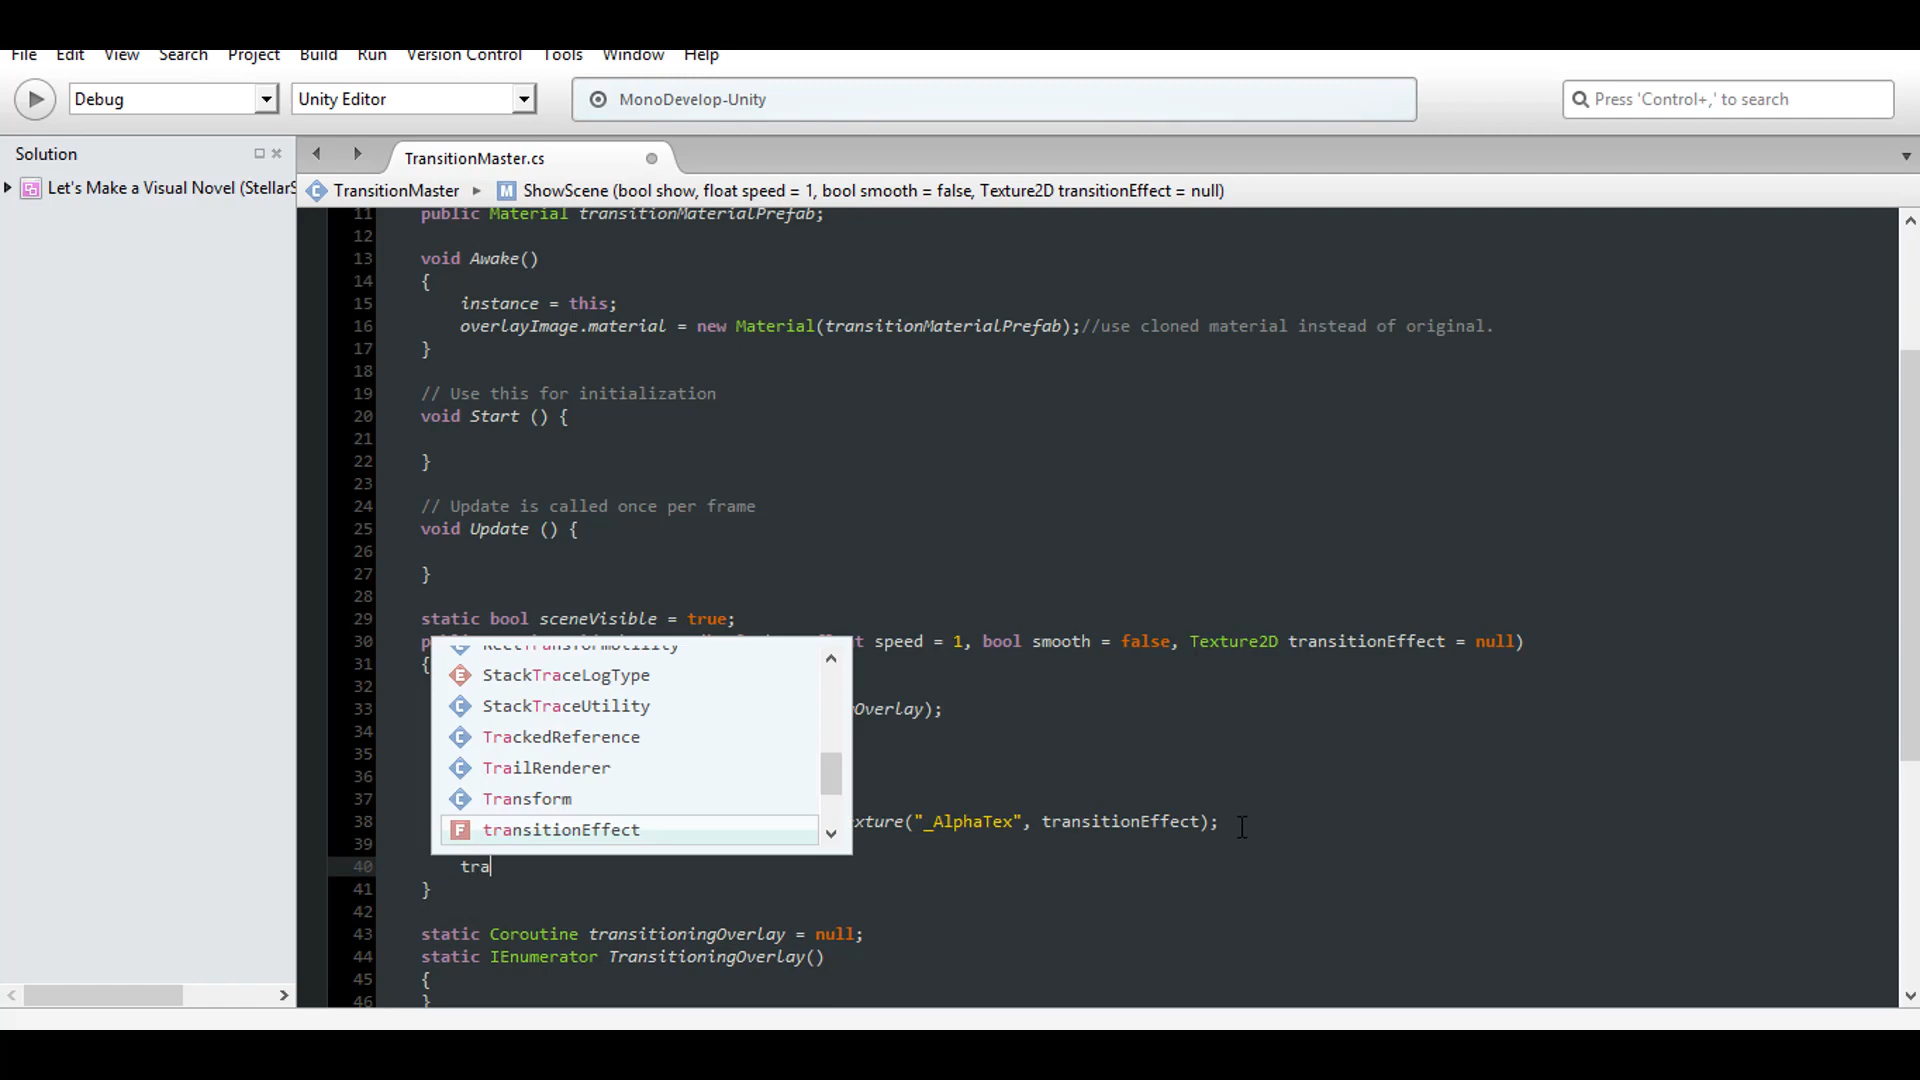 File Edit View Search Project Build Run Version Control Tools Window Help
Debug Unity Editor MonoDevelop-Unity Press 'Control+,' to search
Solution
TransitionMaster.cs
Let's Make a Visual Novel (StellarS
TransitionMaster ShowScene (bool show, float speed = 1, bool smooth = false, Texture2D transitionEffect = null)
11 public Material transitionMaterialPrefab;
12
13 void Awake()
14 {
15 instance = this;
16 overlayImage.material = new Material(transitionMaterialPrefab);//use cloned material instead of original.
17 }
18
19 // Use this for initialization
20 void Start () {
21
22 }
23
24 // Update is called once per frame
25 void Update () {
26
27 }
28
29 static bool sceneVisible = true;
30 speed = 1, bool smooth = false, Texture2D transitionEffect = null)
31 {
32
33 Overlay);
34
35
36
37
38 xture("_AlphaTex", transitionEffect);
39
40 tra
41 }
42
43 static Coroutine transitioningOverlay = null;
44 static IEnumerator TransitioningOverlay()
45 {
46 }
RectTransformUtility
StackTraceLogType
StackTraceUtility
TrackedReference
TrailRenderer
Transform
transitionEffect